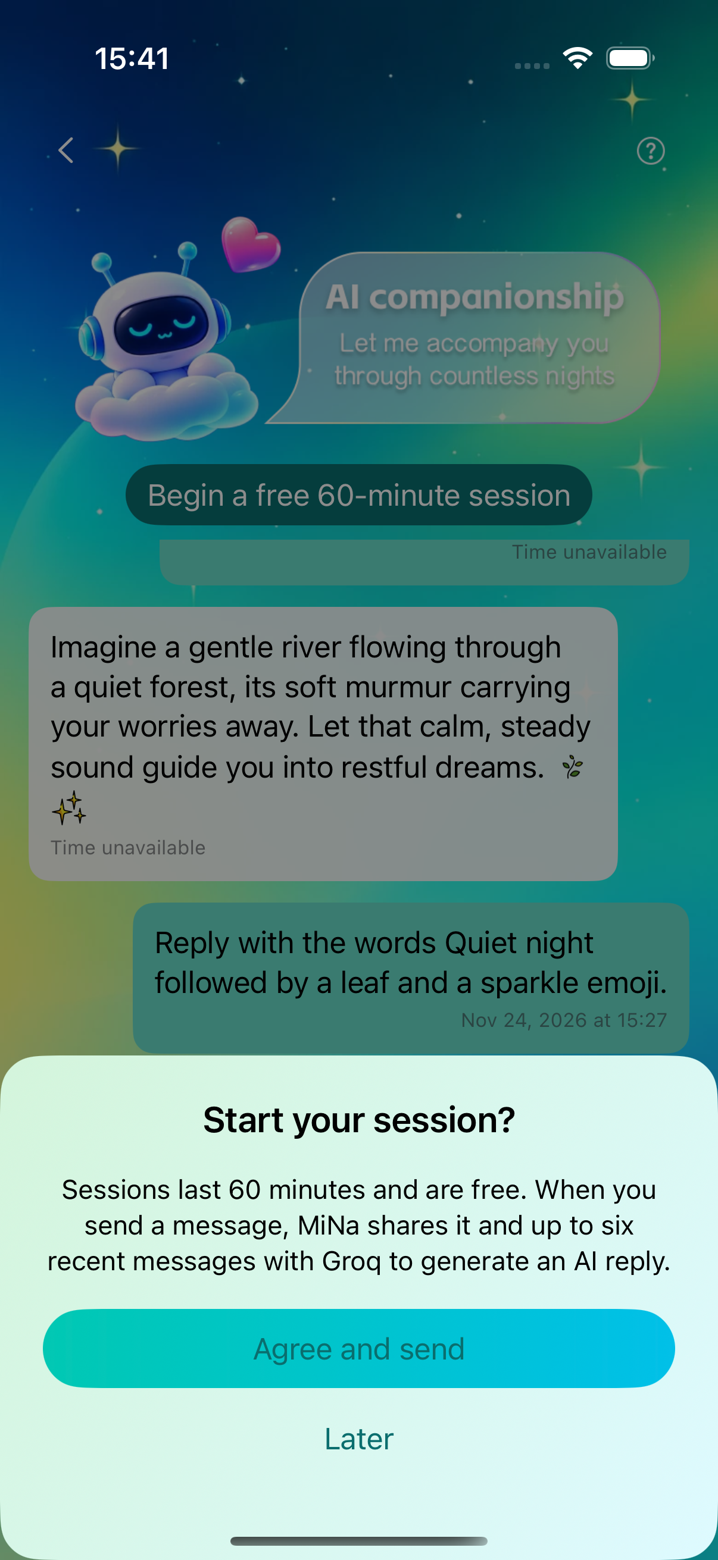 15:41
AI companionship
Let me accompany you
through countless nights
Begin a free 60-minute session
Time unavailable
Imagine a gentle river flowing through
a quiet forest, its soft murmur carrying
your worries away. Let that calm, steady
sound guide you into restful dreams. 🌿
✨
Time unavailable
Reply with the words Quiet night
followed by a leaf and a sparkle emoji.
Nov 24, 2026 at 15:27
Start your session?
Sessions last 60 minutes and are free. When you
send a message, MiNa shares it and up to six
recent messages with Groq to generate an AI reply.
Agree and send
Later